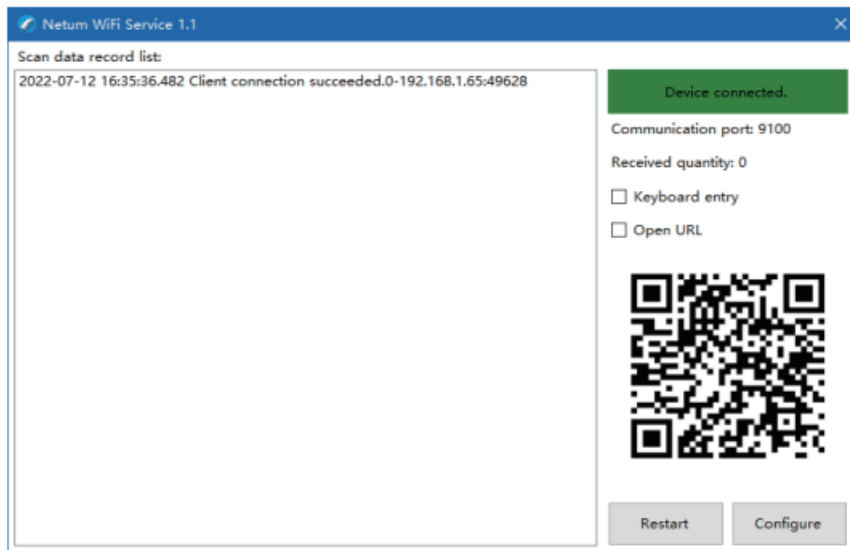 Netum WiFi Service 1.1
Scan data record list:
2022-07-12 16:35:36.482 Client connection succeeded.0-192.168.1.65:49628
Device connected.
Communication port: 9100
Received quantity: 0
Keyboard entry
Open URL
Restart
Configure